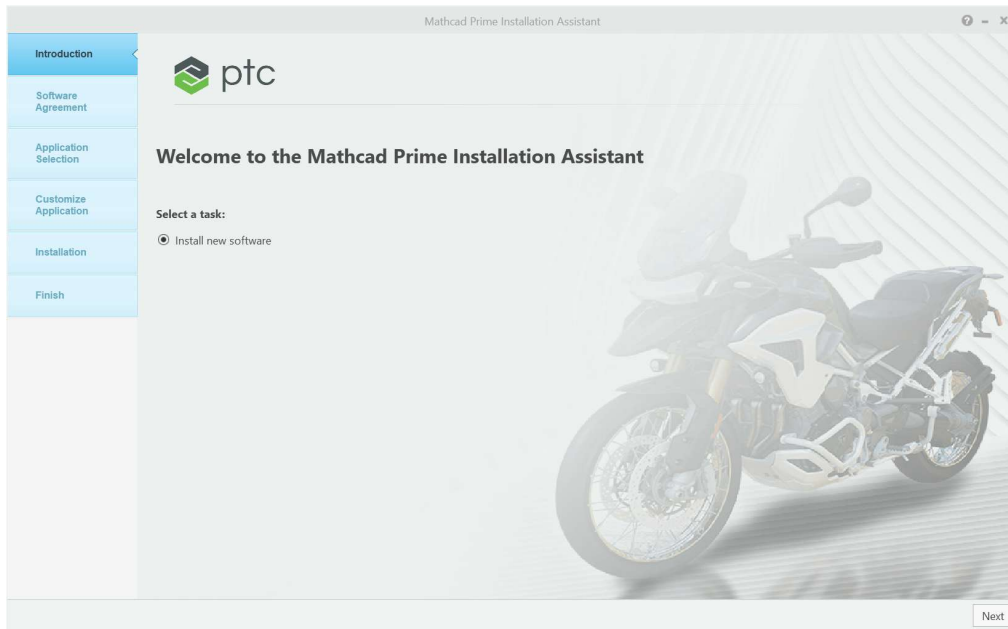 Mathcad Prime Installation Assistant
Introduction
Software
Agreement
Application
Selection
Customize
Application
Installation
Finish
ptc
Welcome to the Mathcad Prime Installation Assistant
Select a task:
Install new software
Next